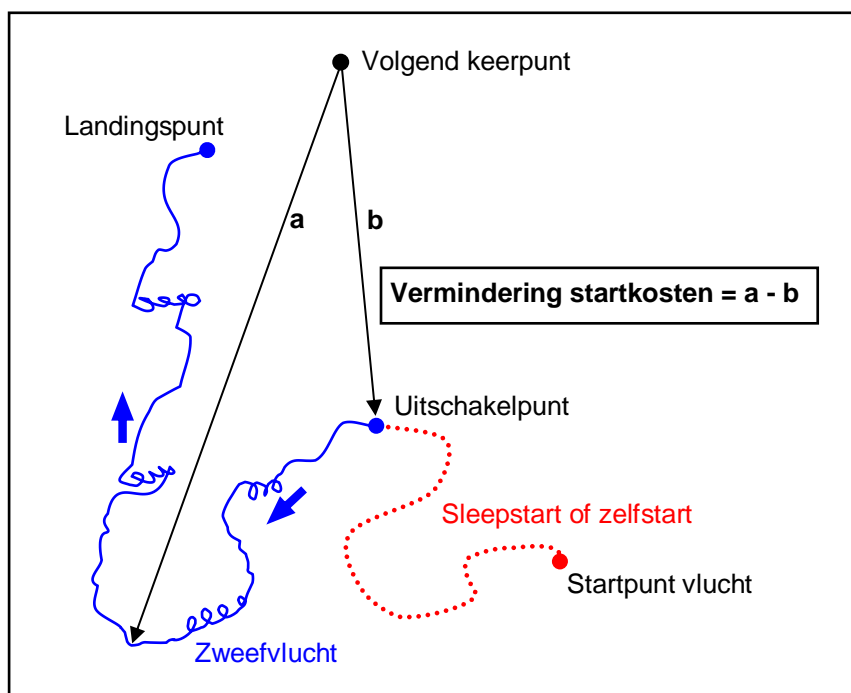 Volgend keerpunt
Landingspunt
a
b
Vermindering startkosten = a - b
Uitschakelpunt
Sleepstart of zelfstart
Startpunt vlucht
Zweefvlucht